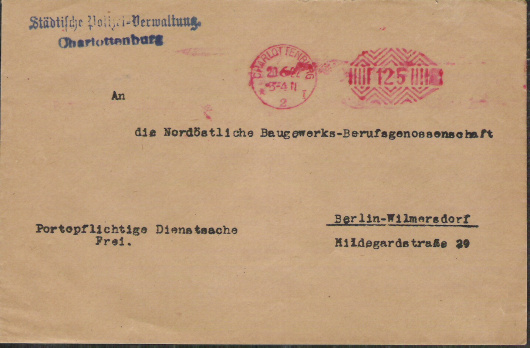 Städtische Polizei-Verwaltung.
Charlottenburg
CHARLOTTENBURG
2
125
An
die Nordöstliche Baugewerks-Berufsgenossenschaft
Berlin-Wilmersdorf
Hildegardstraße 29
Portopflichtige Dienstsache
Frei.